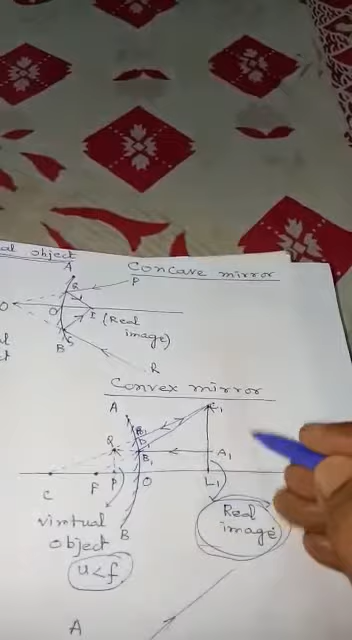 al object
Concave mirror
A
P
O
I (Real
image)
B
R
Convex mirror
A
Q
B1
A1
C F P O L1
virtual
object
B
Real
image
u<f
A